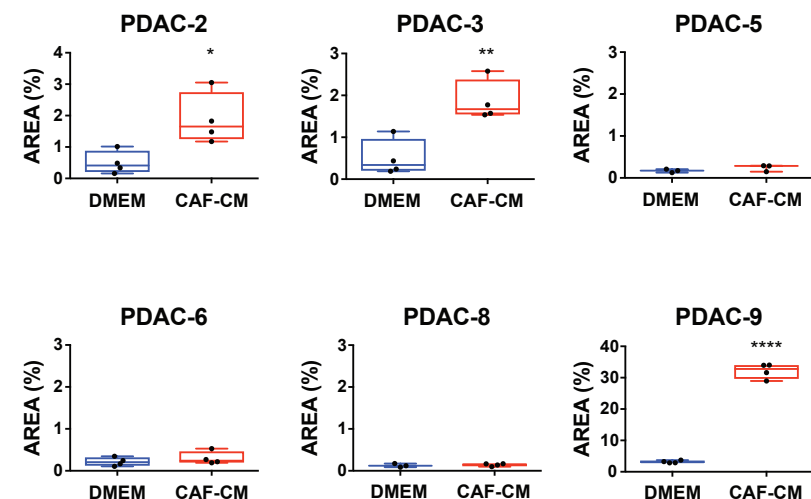 PDAC-2
*
AREA (%)
4
3
2
1
0
DMEM CAF-CM
PDAC-3
**
AREA (%)
3
2
1
0
DMEM CAF-CM
PDAC-5
AREA (%)
3
2
1
0
DMEM CAF-CM
PDAC-6
AREA (%)
3
2
1
0
DMEM CAF-CM
PDAC-8
AREA (%)
3
2
1
0
DMEM CAF-CM
PDAC-9
****
AREA (%)
40
30
20
10
0
DMEM CAF-CM